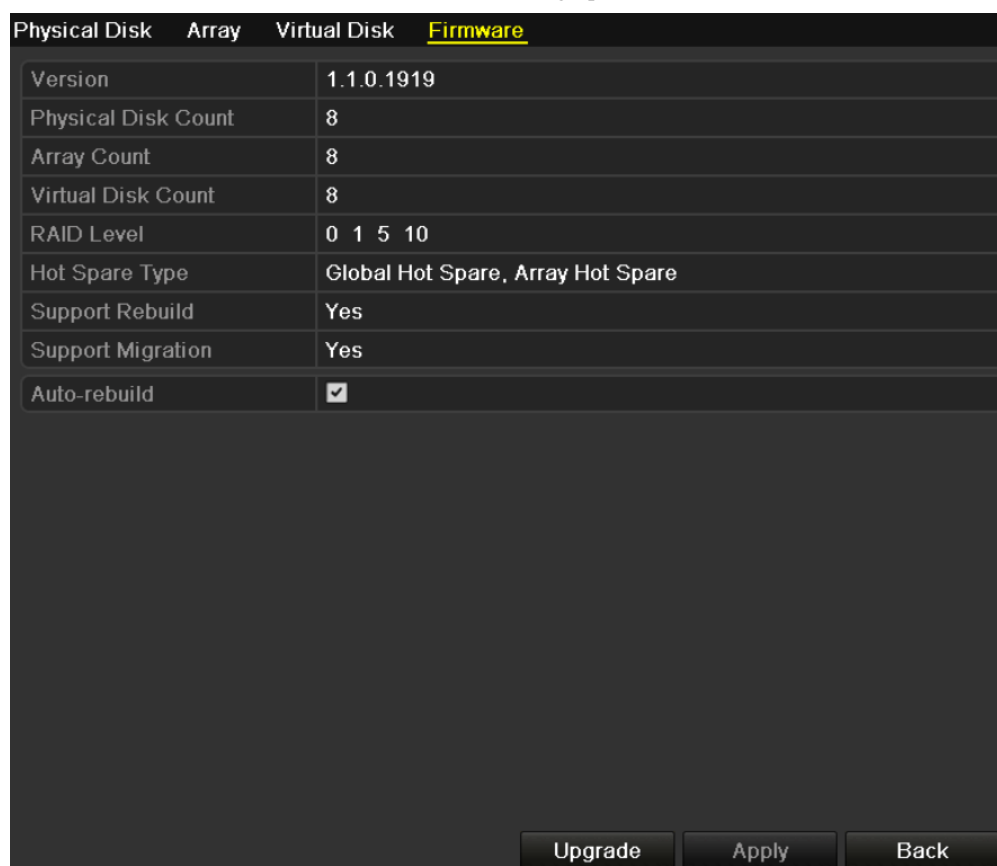 Physical Disk Array Virtual Disk Firmware
Version 1.1.0.1919
Physical Disk Count 8
Array Count 8
Virtual Disk Count 8
RAID Level 0 1 5 10
Hot Spare Type Global Hot Spare, Array Hot Spare
Support Rebuild Yes
Support Migration Yes
Auto-rebuild
Upgrade Apply Back